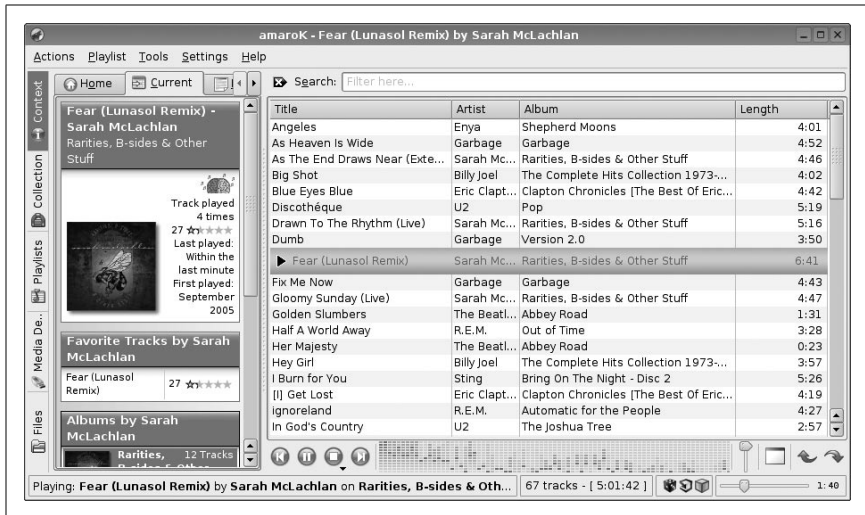 amaroK - Fear (Lunasol Remix) by Sarah McLachlan
Actions Playlist Tools Settings Help
Context
Collection
Playlists
Media De..
Files
Home Current
Fear (Lunasol Remix) -
Sarah McLachlan
Rarities, B-sides & Other
Stuff
Track played
4 times
27
Last played:
Within the
last minute
First played:
September
2005
Favorite Tracks by Sarah
McLachlan
Fear (Lunasol
Remix) 27
Albums by Sarah
McLachlan
Rarities, 12 Tracks
B-sides & Other
Search: Filter here...
Title Artist Album Length
Angeles Enya Shepherd Moons 4:01
As Heaven Is Wide Garbage Garbage 4:52
As The End Draws Near (Exte... Sarah Mc... Rarities, B-sides & Other Stuff 4:46
Big Shot Billy Joel The Complete Hits Collection 1973-... 4:02
Blue Eyes Blue Eric Clapt... Clapton Chronicles [The Best Of Eric... 4:42
Discothéque U2 Pop 5:19
Drawn To The Rhythm (Live) Sarah Mc... Rarities, B-sides & Other Stuff 5:16
Dumb Garbage Version 2.0 3:50
Fear (Lunasol Remix) Sarah Mc... Rarities, B-sides & Other Stuff 6:41
Fix Me Now Garbage Garbage 4:43
Gloomy Sunday (Live) Sarah Mc... Rarities, B-sides & Other Stuff 4:47
Golden Slumbers The Beatl... Abbey Road 1:31
Half A World Away R.E.M. Out of Time 3:28
Her Majesty The Beatl... Abbey Road 0:23
Hey Girl Billy Joel The Complete Hits Collection 1973-... 3:57
I Burn for You Sting Bring On The Night - Disc 2 5:26
[I] Get Lost Eric Clapt... Clapton Chronicles [The Best Of Eric... 4:19
ignoreland R.E.M. Automatic for the People 4:27
In God's Country U2 The Joshua Tree 2:57
Playing: Fear (Lunasol Remix) by Sarah McLachlan on Rarities, B-sides & Oth... 67 tracks - [ 5:01:42 ] 1:40